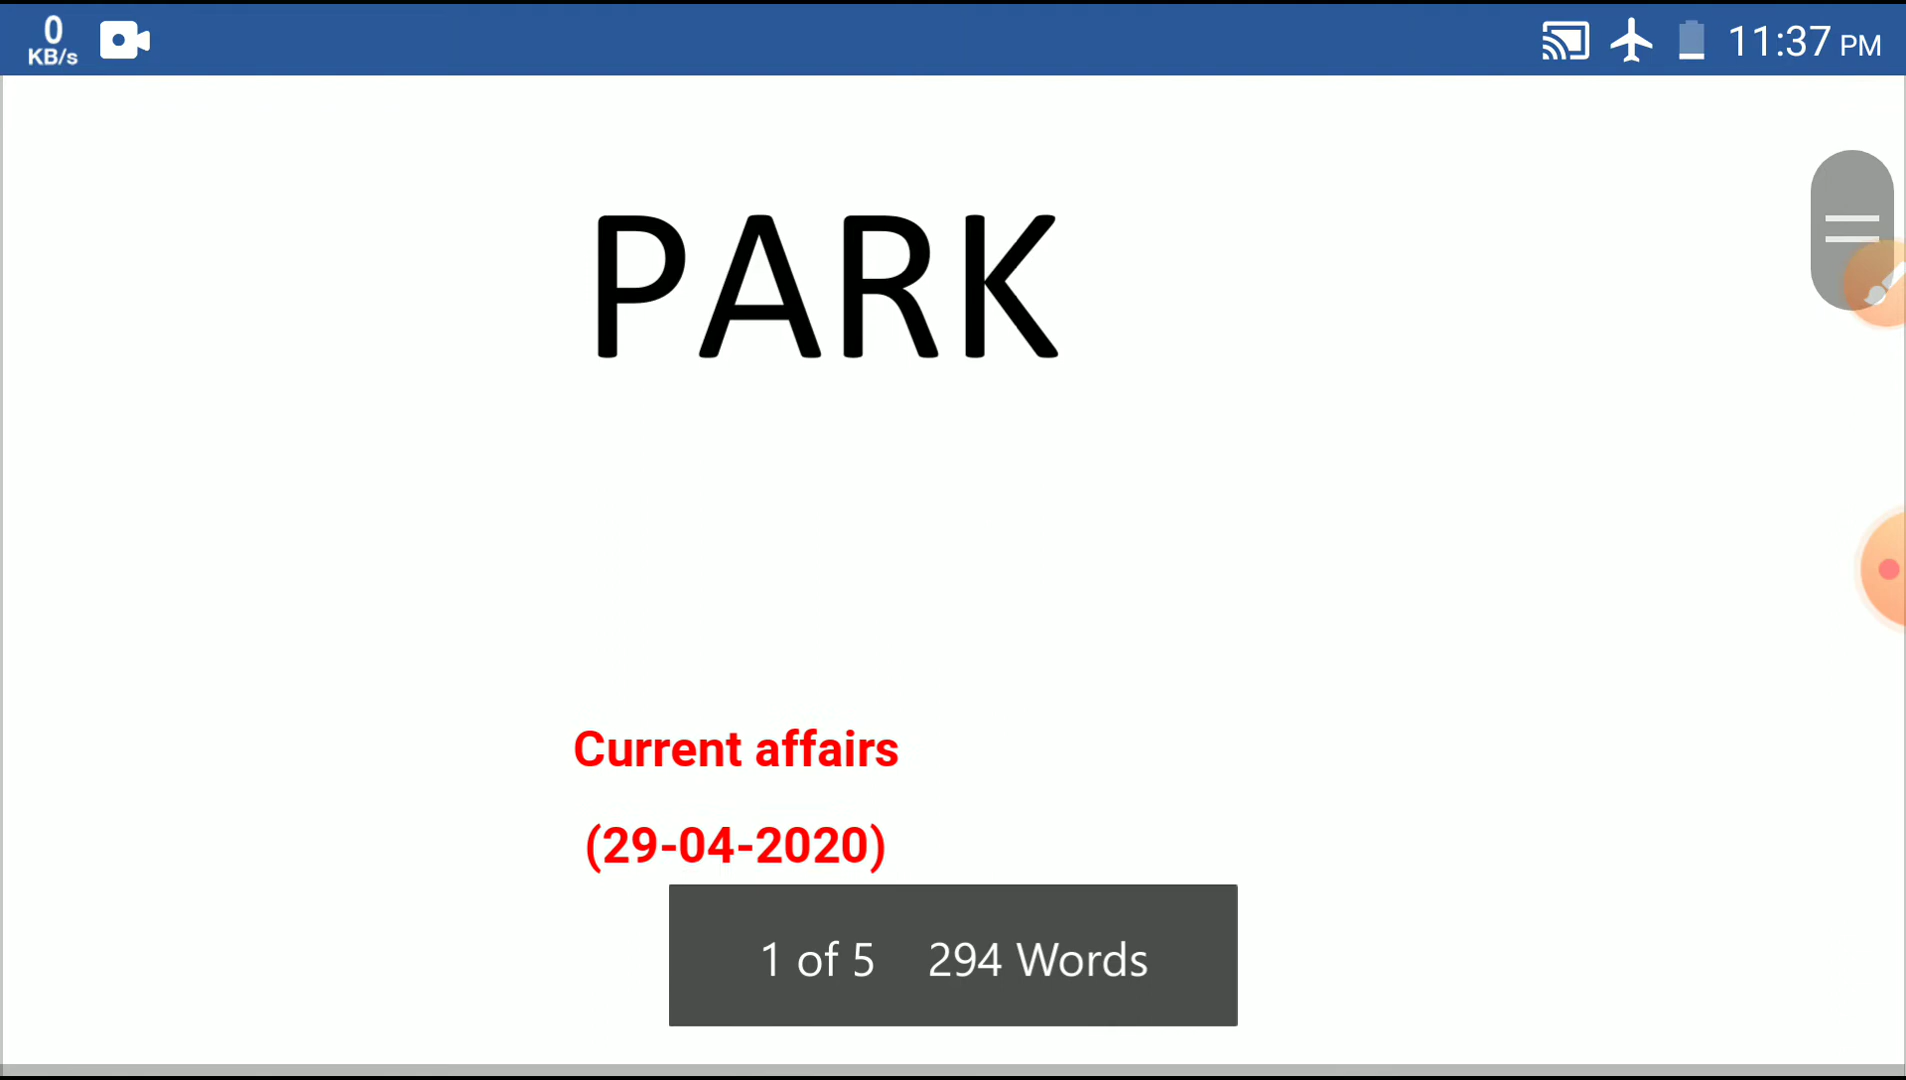 0
KB/s
11:37 PM
PARK
Current affairs
(29-04-2020)
1 of 5 294 Words